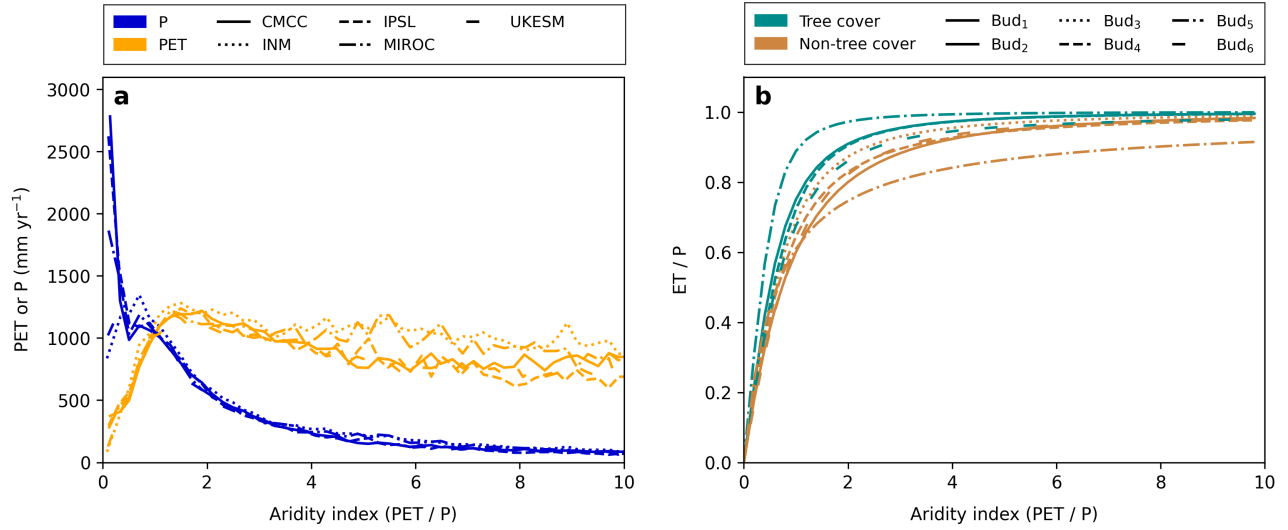 P CMCC IPSL UKESM
PET INM MIROC
a
3000
2500
2000
1500
1000
500
0
PET or P (mm yr⁻¹)
0 2 4 6 8 10
Aridity index (PET / P)
Tree cover Bud₁ Bud₃ Bud₅
Non-tree cover Bud₂ Bud₄ Bud₆
b
1.0
0.8
0.6
0.4
0.2
0.0
ET / P
0 2 4 6 8 10
Aridity index (PET / P)